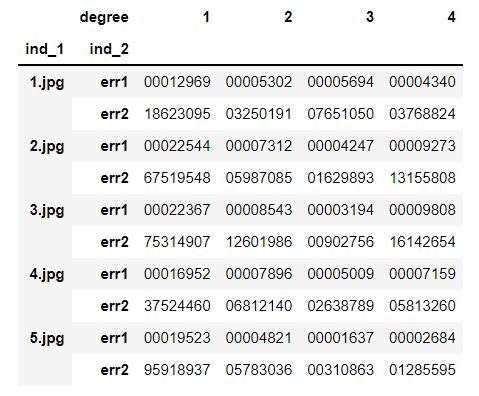 degree 1 2 3 4
ind_1 ind_2
1.jpg err1 00012969 00005302 00005694 00004340
err2 18623095 03250191 07651050 03768824
2.jpg err1 00022544 00007312 00004247 00009273
err2 67519548 05987085 01629893 13155808
3.jpg err1 00022367 00008543 00003194 00009808
err2 75314907 12601986 00902756 16142654
4.jpg err1 00016952 00007896 00005009 00007159
err2 37524460 06812140 02638789 05813260
5.jpg err1 00019523 00004821 00001637 00002684
err2 95918937 05783036 00310863 01285595